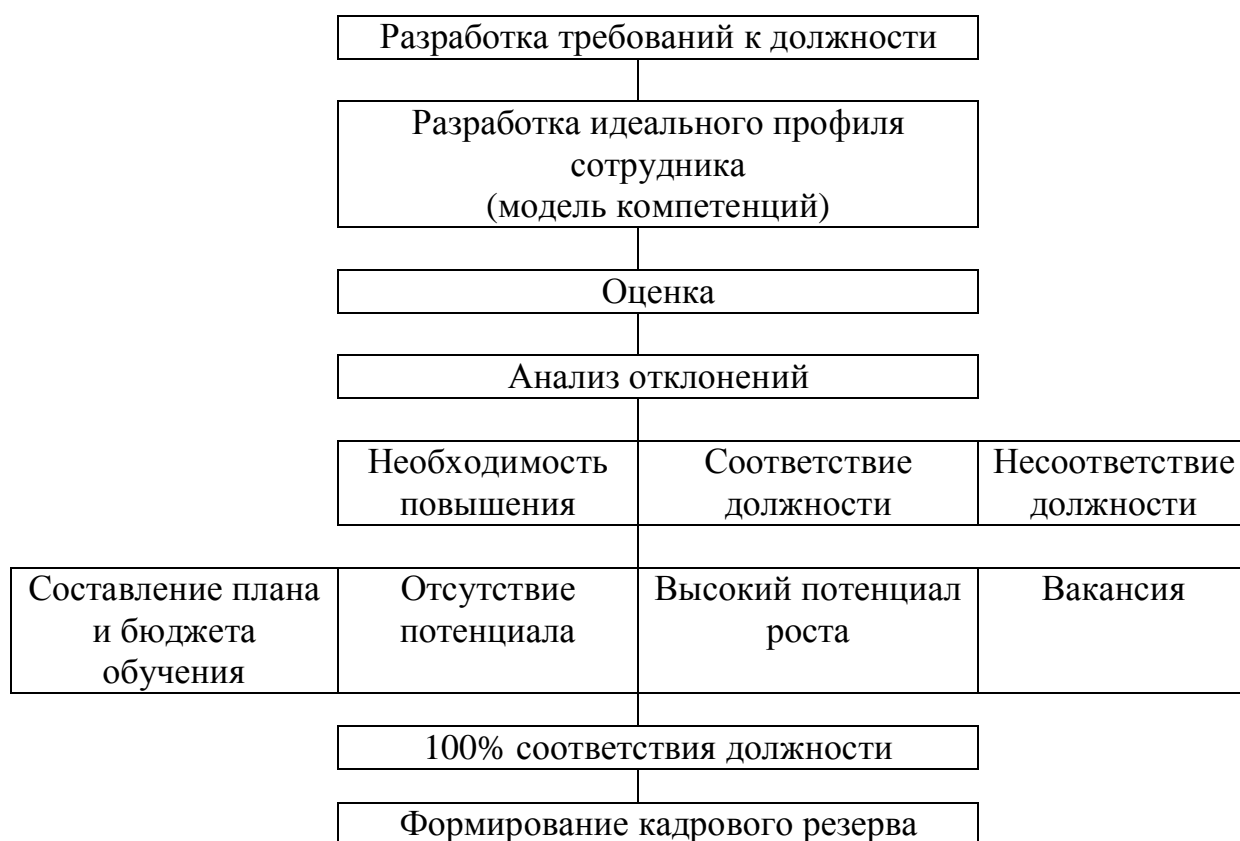 Разработка требований к должности
Разработка идеального профиля
сотрудника
(модель компетенций)
Оценка
Анализ отклонений
Необходимость
повышения
Соответствие
должности
Несоответствие
должности
Составление плана
и бюджета
обучения
Отсутствие
потенциала
Высокий потенциал
роста
Вакансия
100% соответствия должности
Формирование кадрового резерва